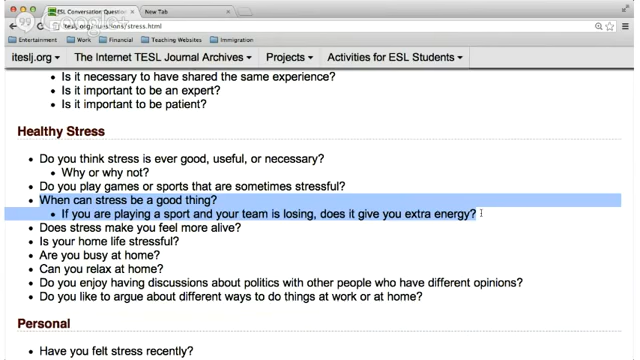 ESL Conversation Question
New Tab
Google+
iteslj.org/questions/stress.html
Entertainment
Work
Financial
Teaching Websites
Immigration
iteslj.org
The Internet TESL Journal Archives
Projects
Activities for ESL Students
Is it necessary to have shared the same experience?
Is it important to be an expert?
Is it important to be patient?
Healthy Stress
Do you think stress is ever good, useful, or necessary?
Why or why not?
Do you play games or sports that are sometimes stressful?
When can stress be a good thing?
If you are playing a sport and your team is losing, does it give you extra energy?
Does stress make you feel more alive?
Is your home life stressful?
Are you busy at home?
Can you relax at home?
Do you enjoy having discussions about politics with other people who have different opinions?
Do you like to argue about different ways to do things at work or at home?
Personal
Have you felt stress recently?